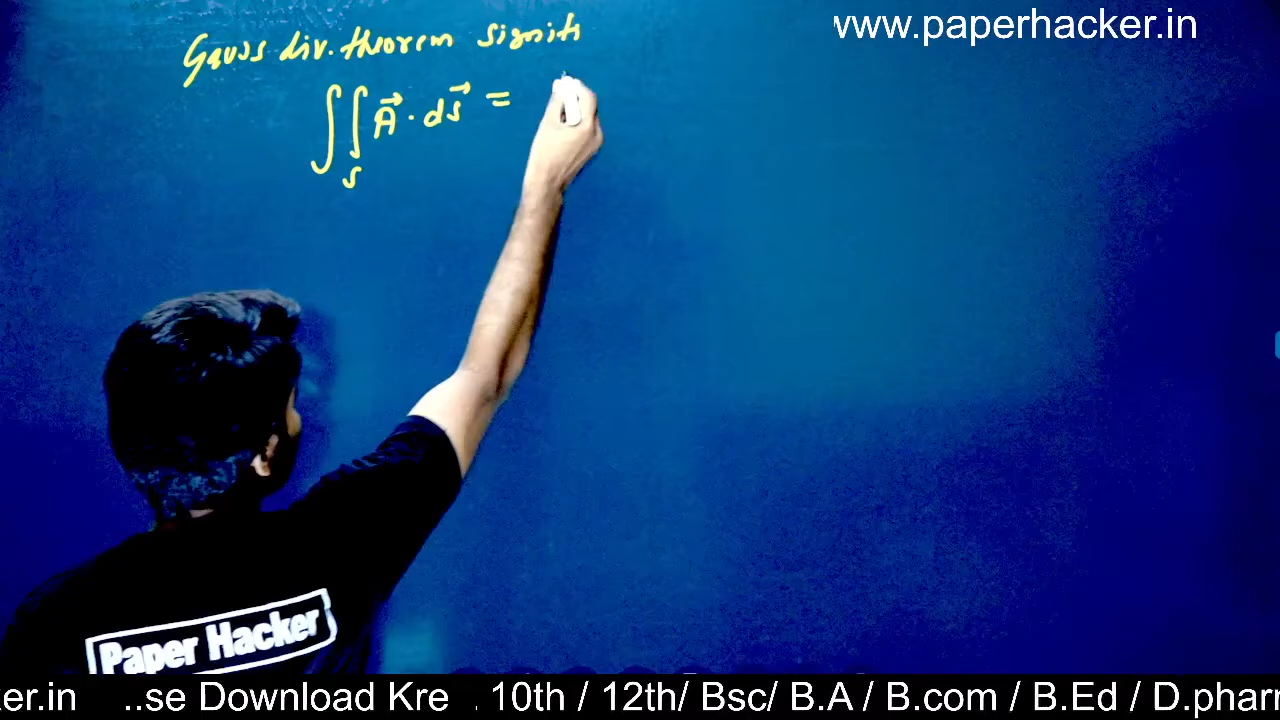 www.paperhacker.in
Gauss div. theorem signifi
∫∫ A⃗ · ds⃗ =
s
Paper Hacker
er.in ..se Download Kre . 10th / 12th/ Bsc/ B.A / B.com / B.Ed / D.pharm